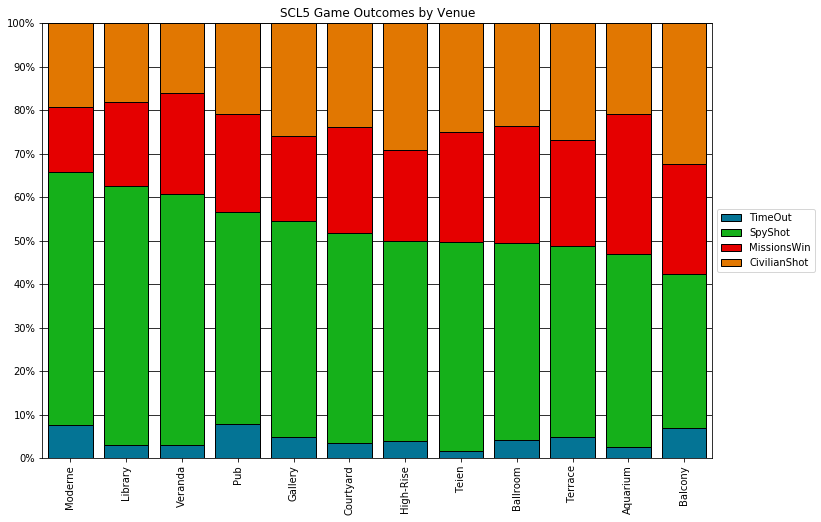 SCL5 Game Outcomes by Venue
100%
90%
80%
70%
60%
50%
40%
30%
20%
10%
0%
Moderne
Library
Veranda
Pub
Gallery
Courtyard
High-Rise
Teien
Ballroom
Terrace
Aquarium
Balcony
TimeOut
SpyShot
MissionsWin
CivilianShot